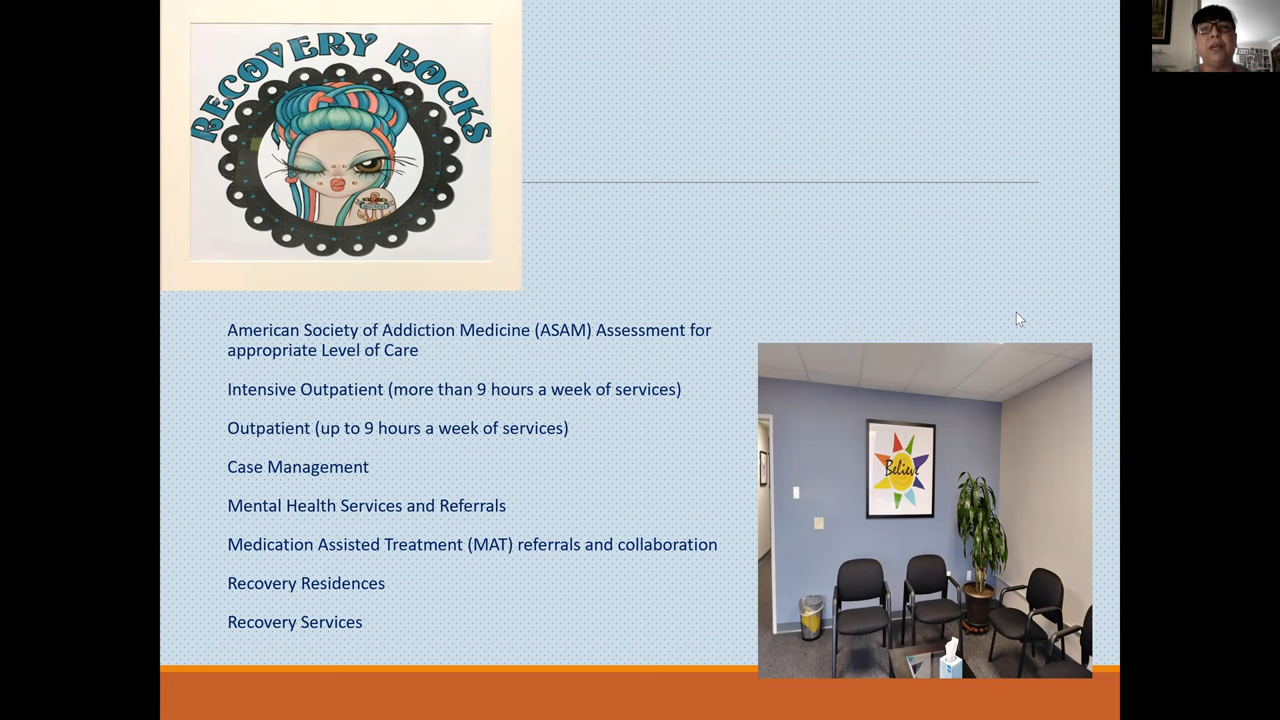 RECOVERY ROCKS
American Society of Addiction Medicine (ASAM) Assessment for
appropriate Level of Care
Intensive Outpatient (more than 9 hours a week of services)
Outpatient (up to 9 hours a week of services)
Case Management
Mental Health Services and Referrals
Medication Assisted Treatment (MAT) referrals and collaboration
Recovery Residences
Recovery Services
Believe